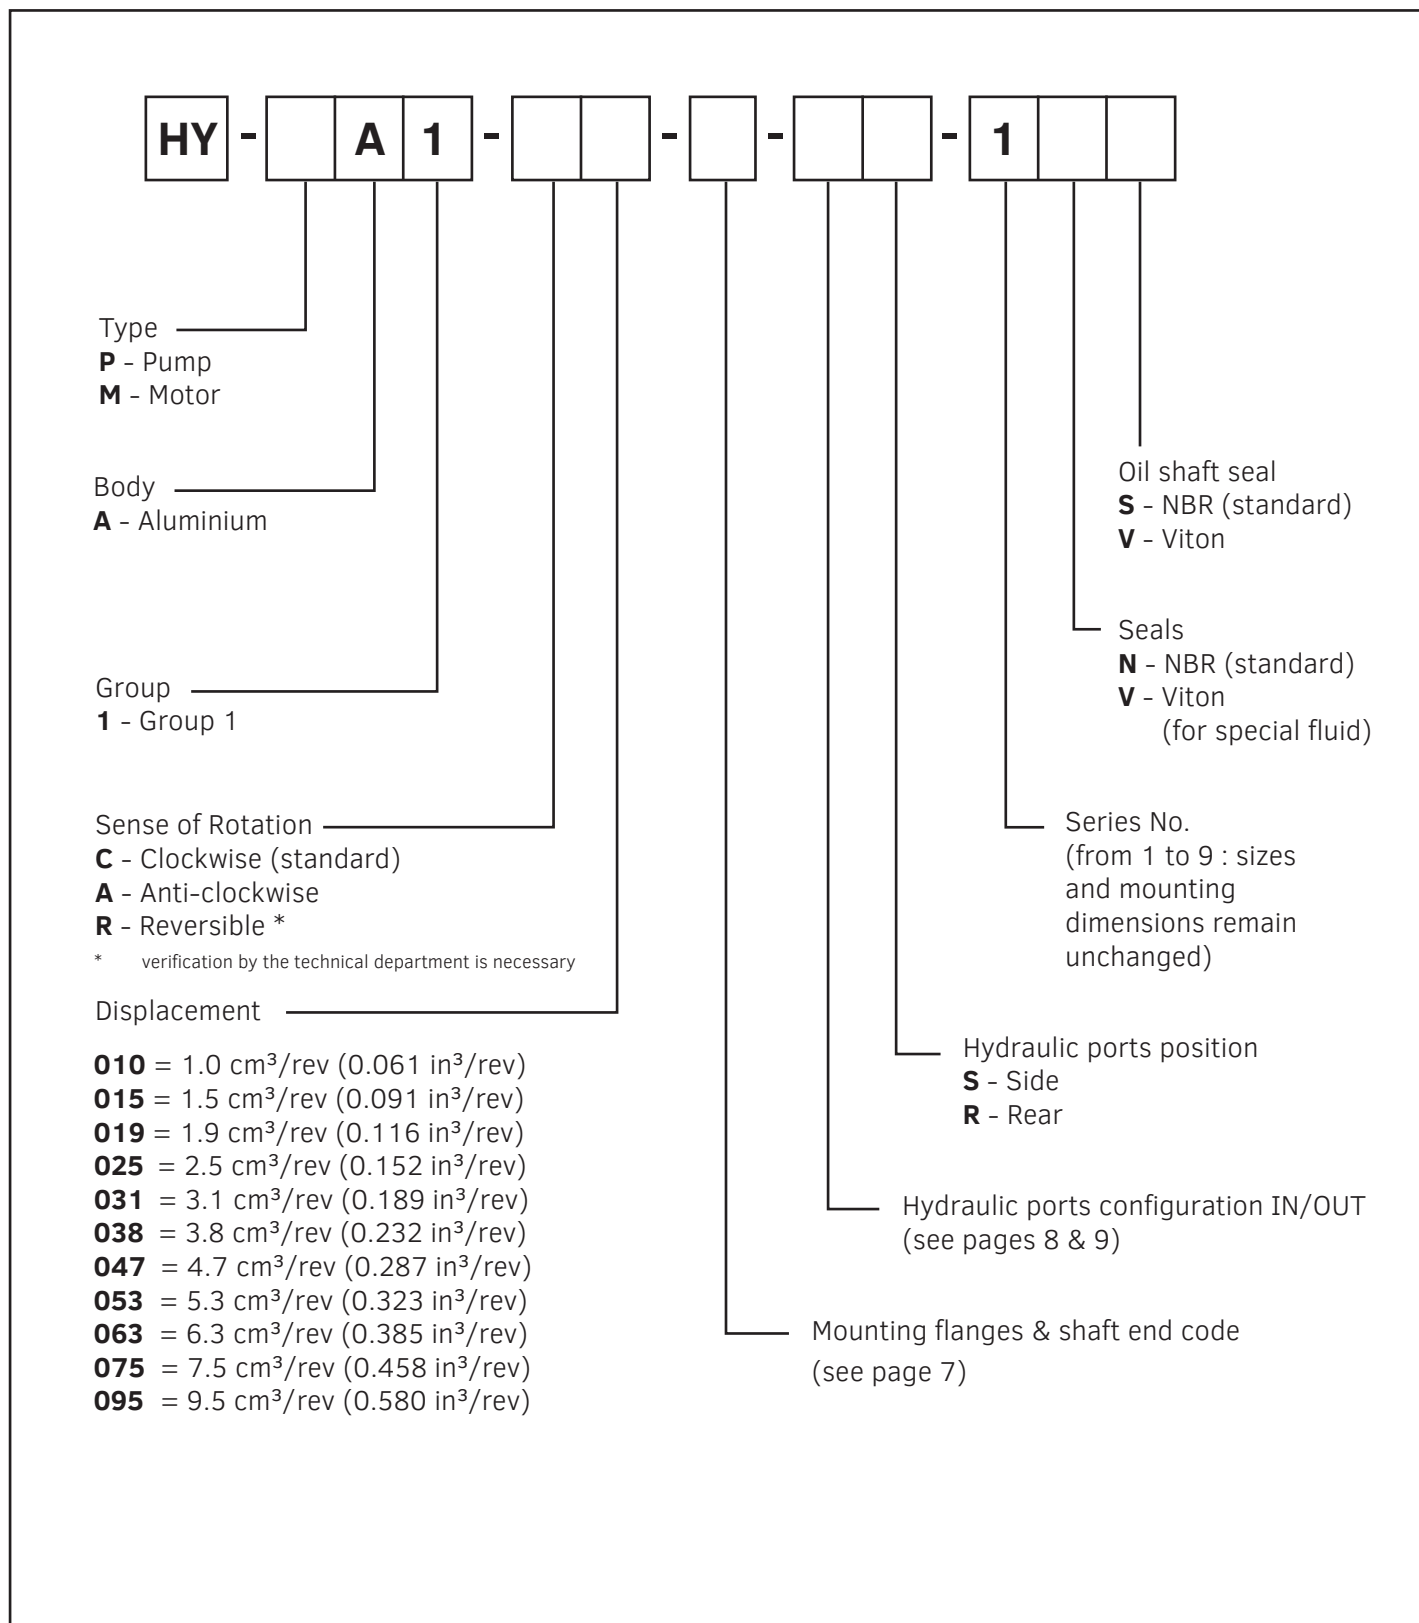 HY - A 1 - - - - 1
Type
P - Pump
M - Motor
Body
A - Aluminium
Group
1 - Group 1
Sense of Rotation
C - Clockwise (standard)
A - Anti-clockwise
R - Reversible *
* verification by the technical department is necessary
Displacement
010 = 1.0 cm³/rev (0.061 in³/rev)
015 = 1.5 cm³/rev (0.091 in³/rev)
019 = 1.9 cm³/rev (0.116 in³/rev)
025 = 2.5 cm³/rev (0.152 in³/rev)
031 = 3.1 cm³/rev (0.189 in³/rev)
038 = 3.8 cm³/rev (0.232 in³/rev)
047 = 4.7 cm³/rev (0.287 in³/rev)
053 = 5.3 cm³/rev (0.323 in³/rev)
063 = 6.3 cm³/rev (0.385 in³/rev)
075 = 7.5 cm³/rev (0.458 in³/rev)
095 = 9.5 cm³/rev (0.580 in³/rev)
Oil shaft seal
S - NBR (standard)
V - Viton
Seals
N - NBR (standard)
V - Viton
(for special fluid)
Series No.
(from 1 to 9 : sizes
and mounting
dimensions remain
unchanged)
Hydraulic ports position
S - Side
R - Rear
Hydraulic ports configuration IN/OUT
(see pages 8 & 9)
Mounting flanges & shaft end code
(see page 7)